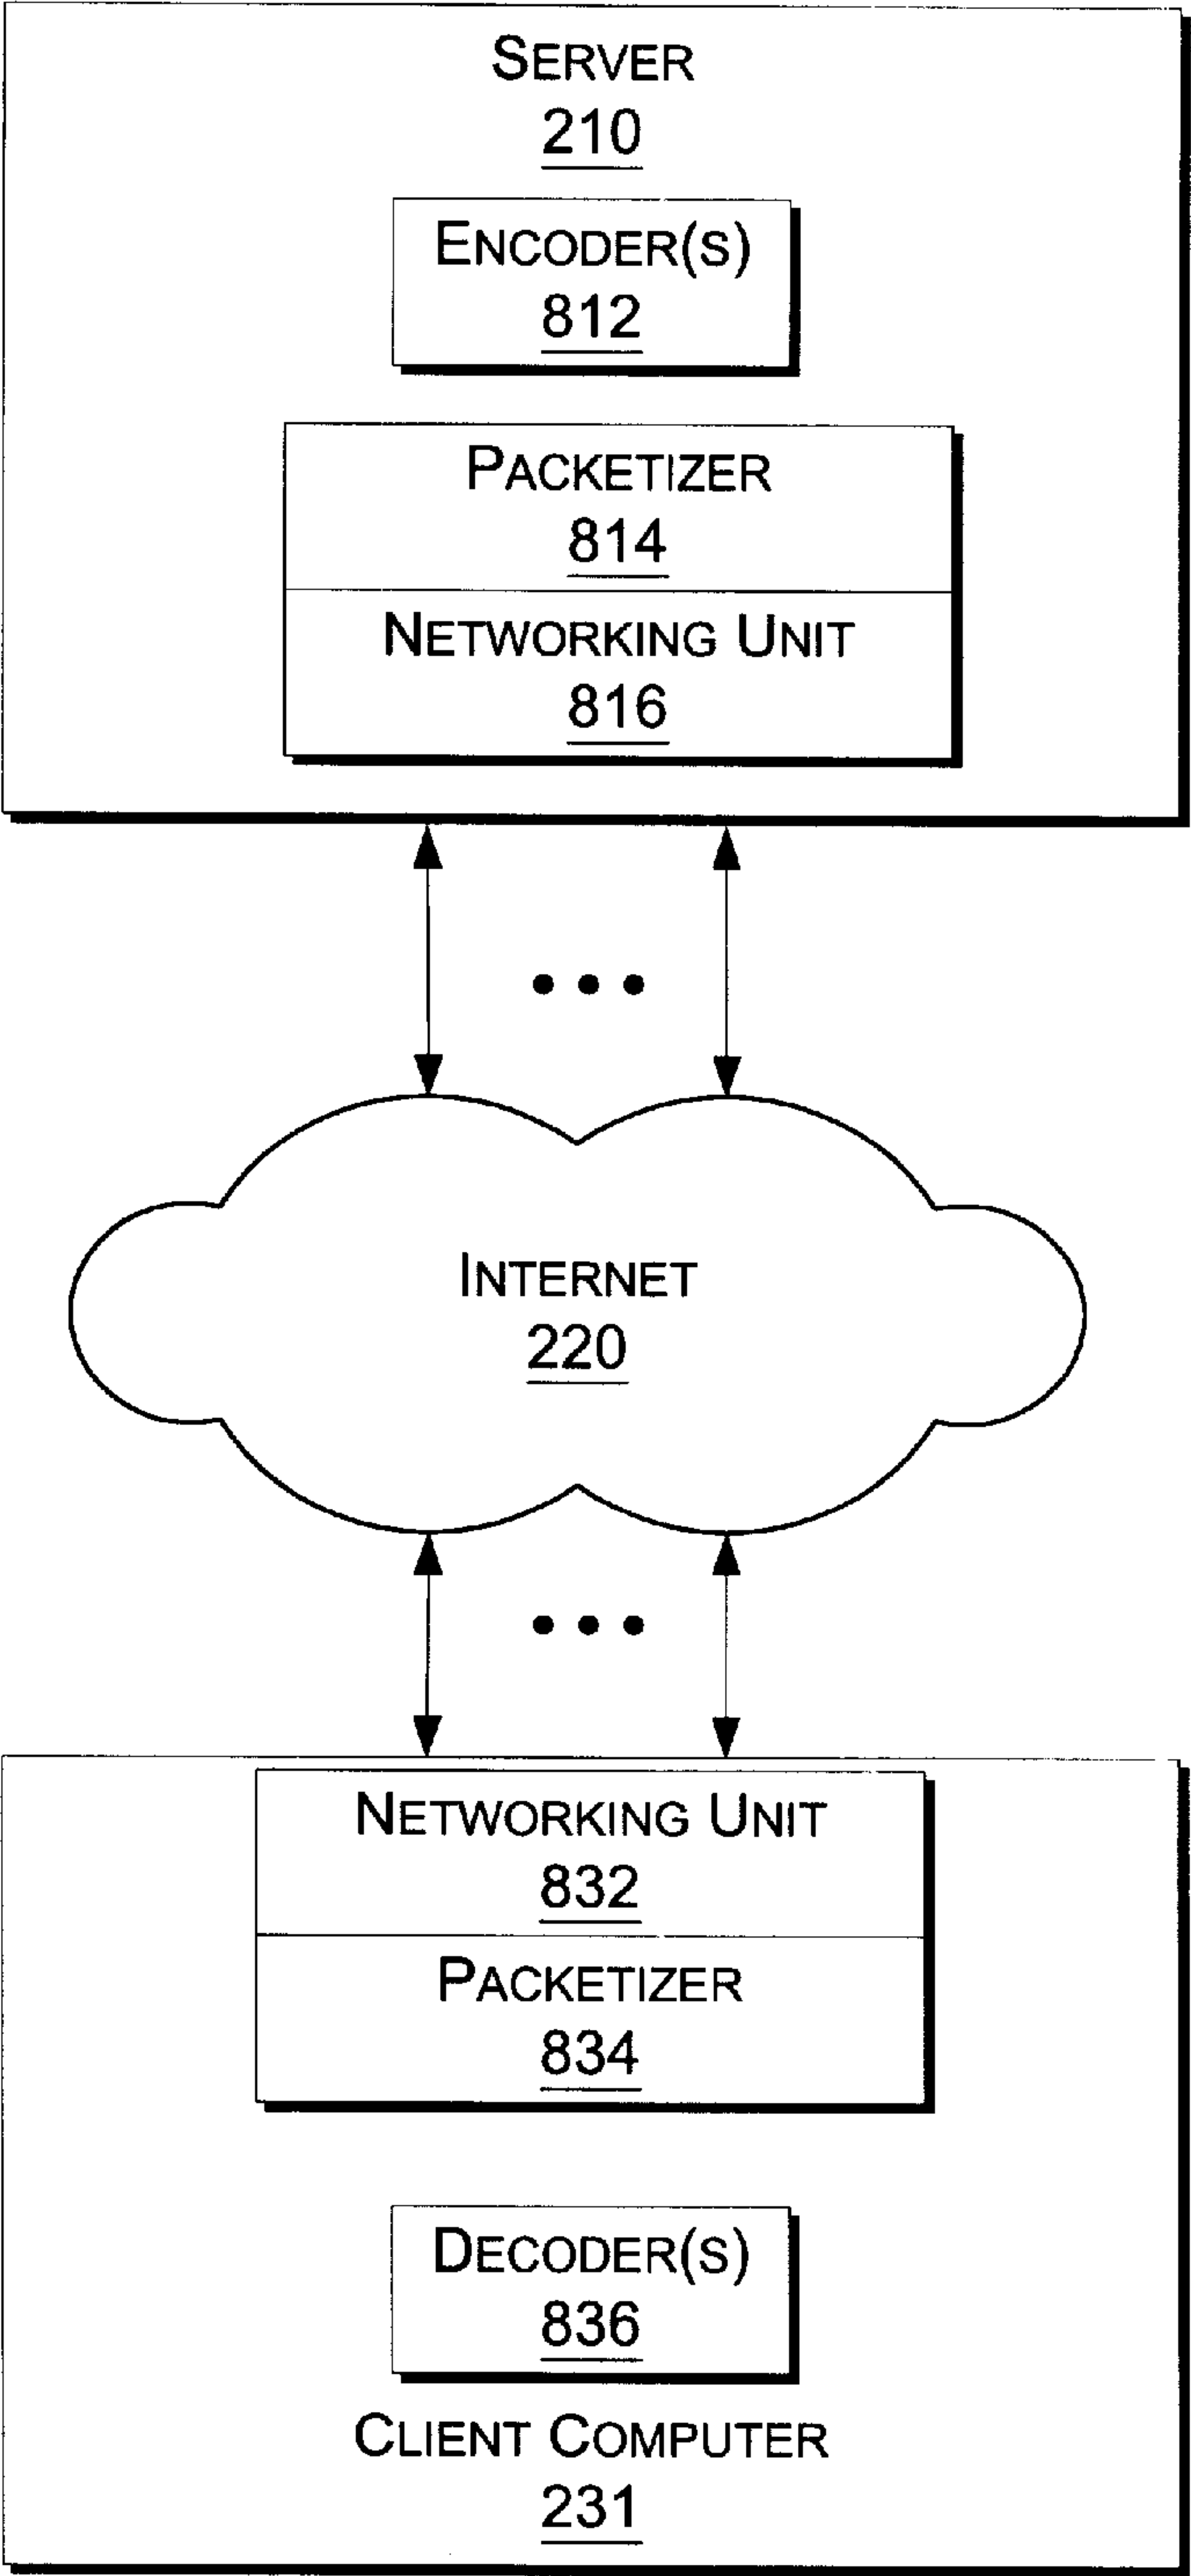 SERVER
210
ENCODER(S)
812
PACKETIZER
814
NETWORKING UNIT
816
INTERNET
220
NETWORKING UNIT
832
PACKETIZER
834
DECODER(S)
836
CLIENT COMPUTER
231